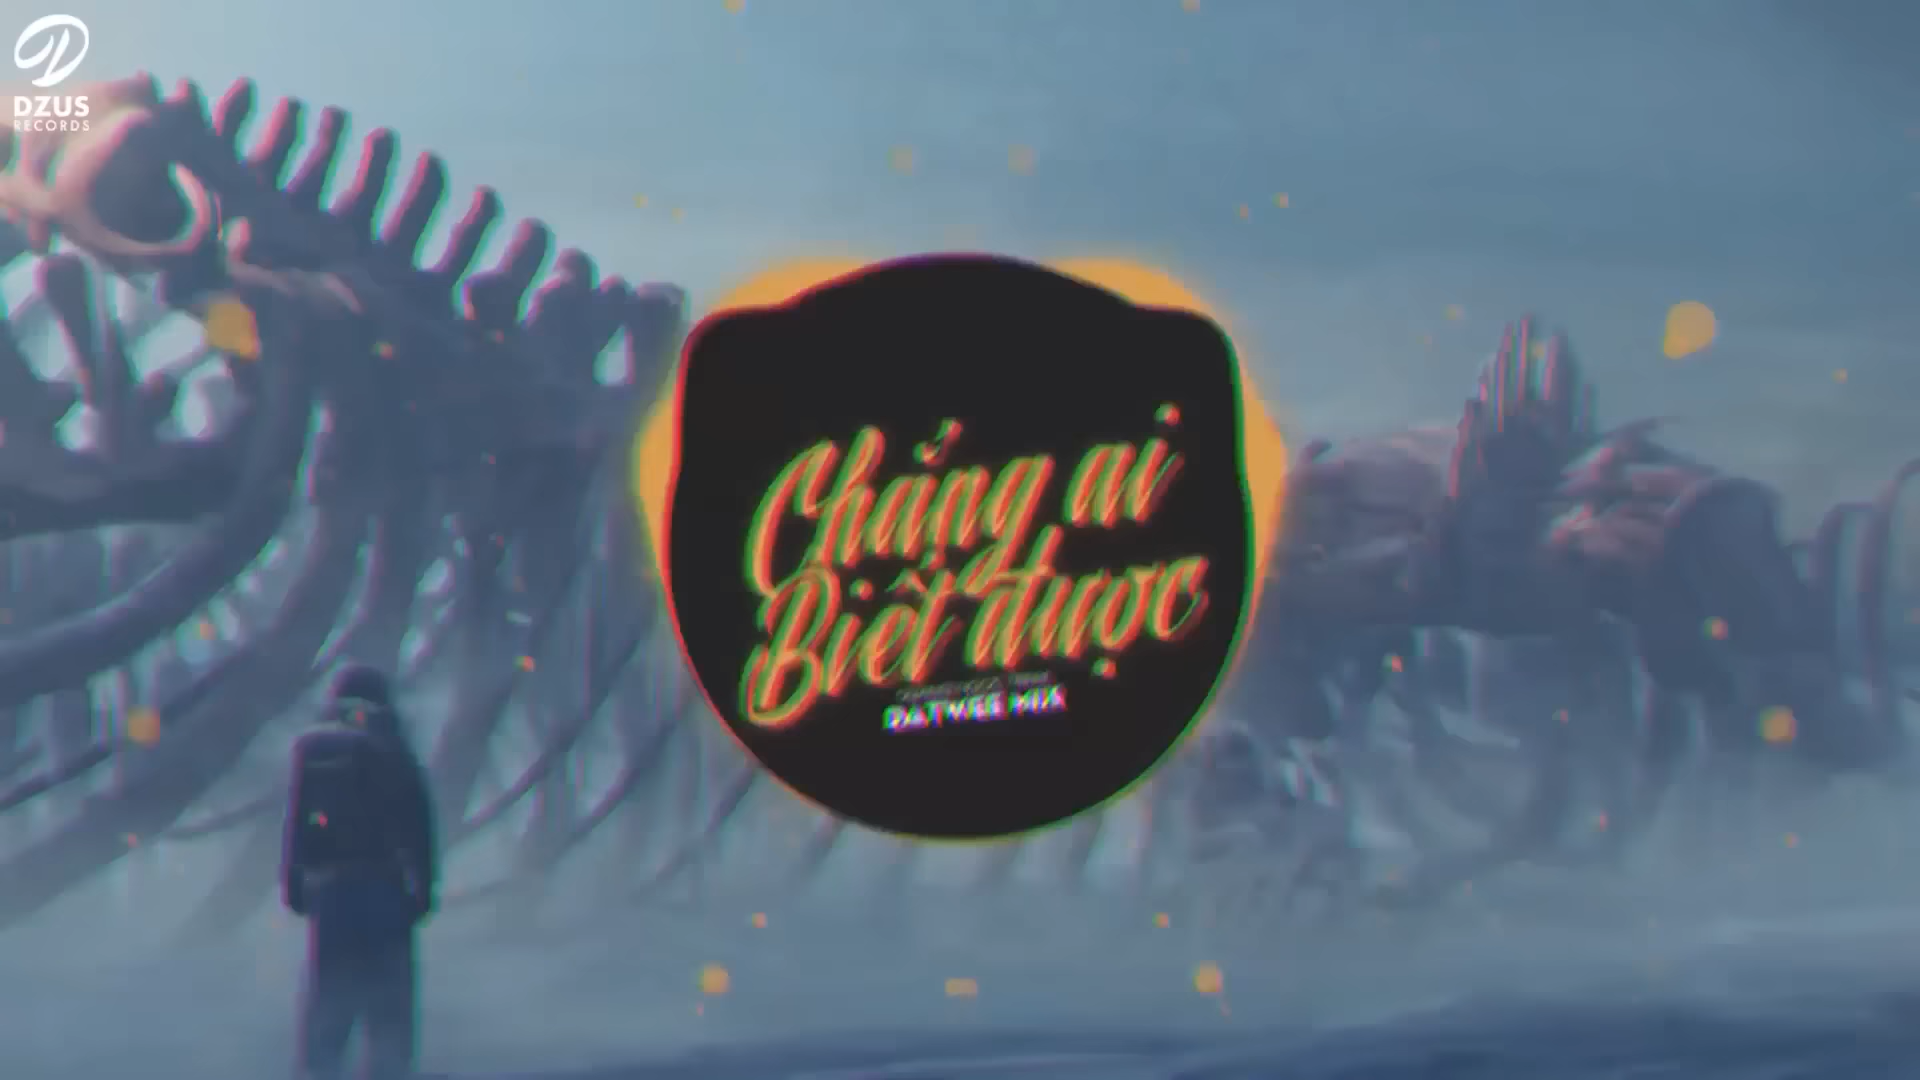 DZUS
RECORDS
Chẳng ai
Biết được
DATWEE MIX